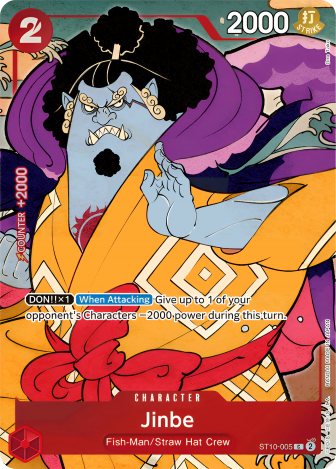 2
2000
打
STRIKE
COUNTER +2000
DON!!×1 When Attacking Give up to 1 of your
opponent's Characters −2000 power during this turn.
CHARACTER
Jinbe
Fish-Man/Straw Hat Crew
ST10-005 C 2